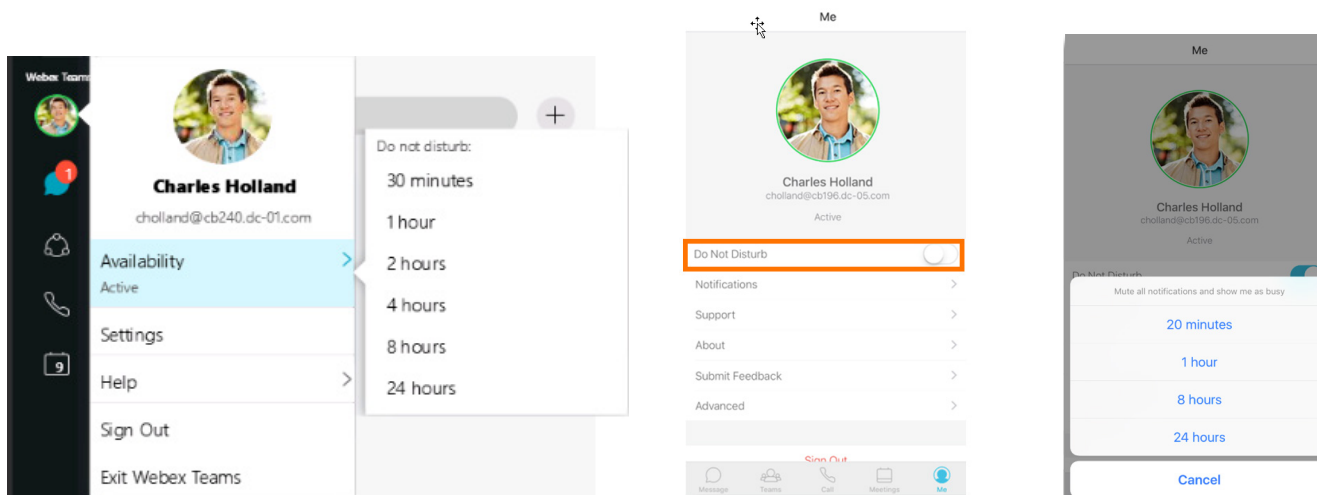 Webex Teams
1
9
Charles Holland
cholland@cb240.dc-01.com
Availability
Active
Settings
Help
Sign Out
Exit Webex Teams
Do not disturb:
30 minutes
1 hour
2 hours
4 hours
8 hours
24 hours
Me
Charles Holland
cholland@cb196.dc-05.com
Active
Do Not Disturb
Notifications
Support
About
Submit Feedback
Advanced
Sign Out
Message Teams Call Meetings Me
Me
Charles Holland
cholland@cb196.dc-05.com
Active
Do Not Disturb
Mute all notifications and show me as busy
20 minutes
1 hour
8 hours
24 hours
Cancel